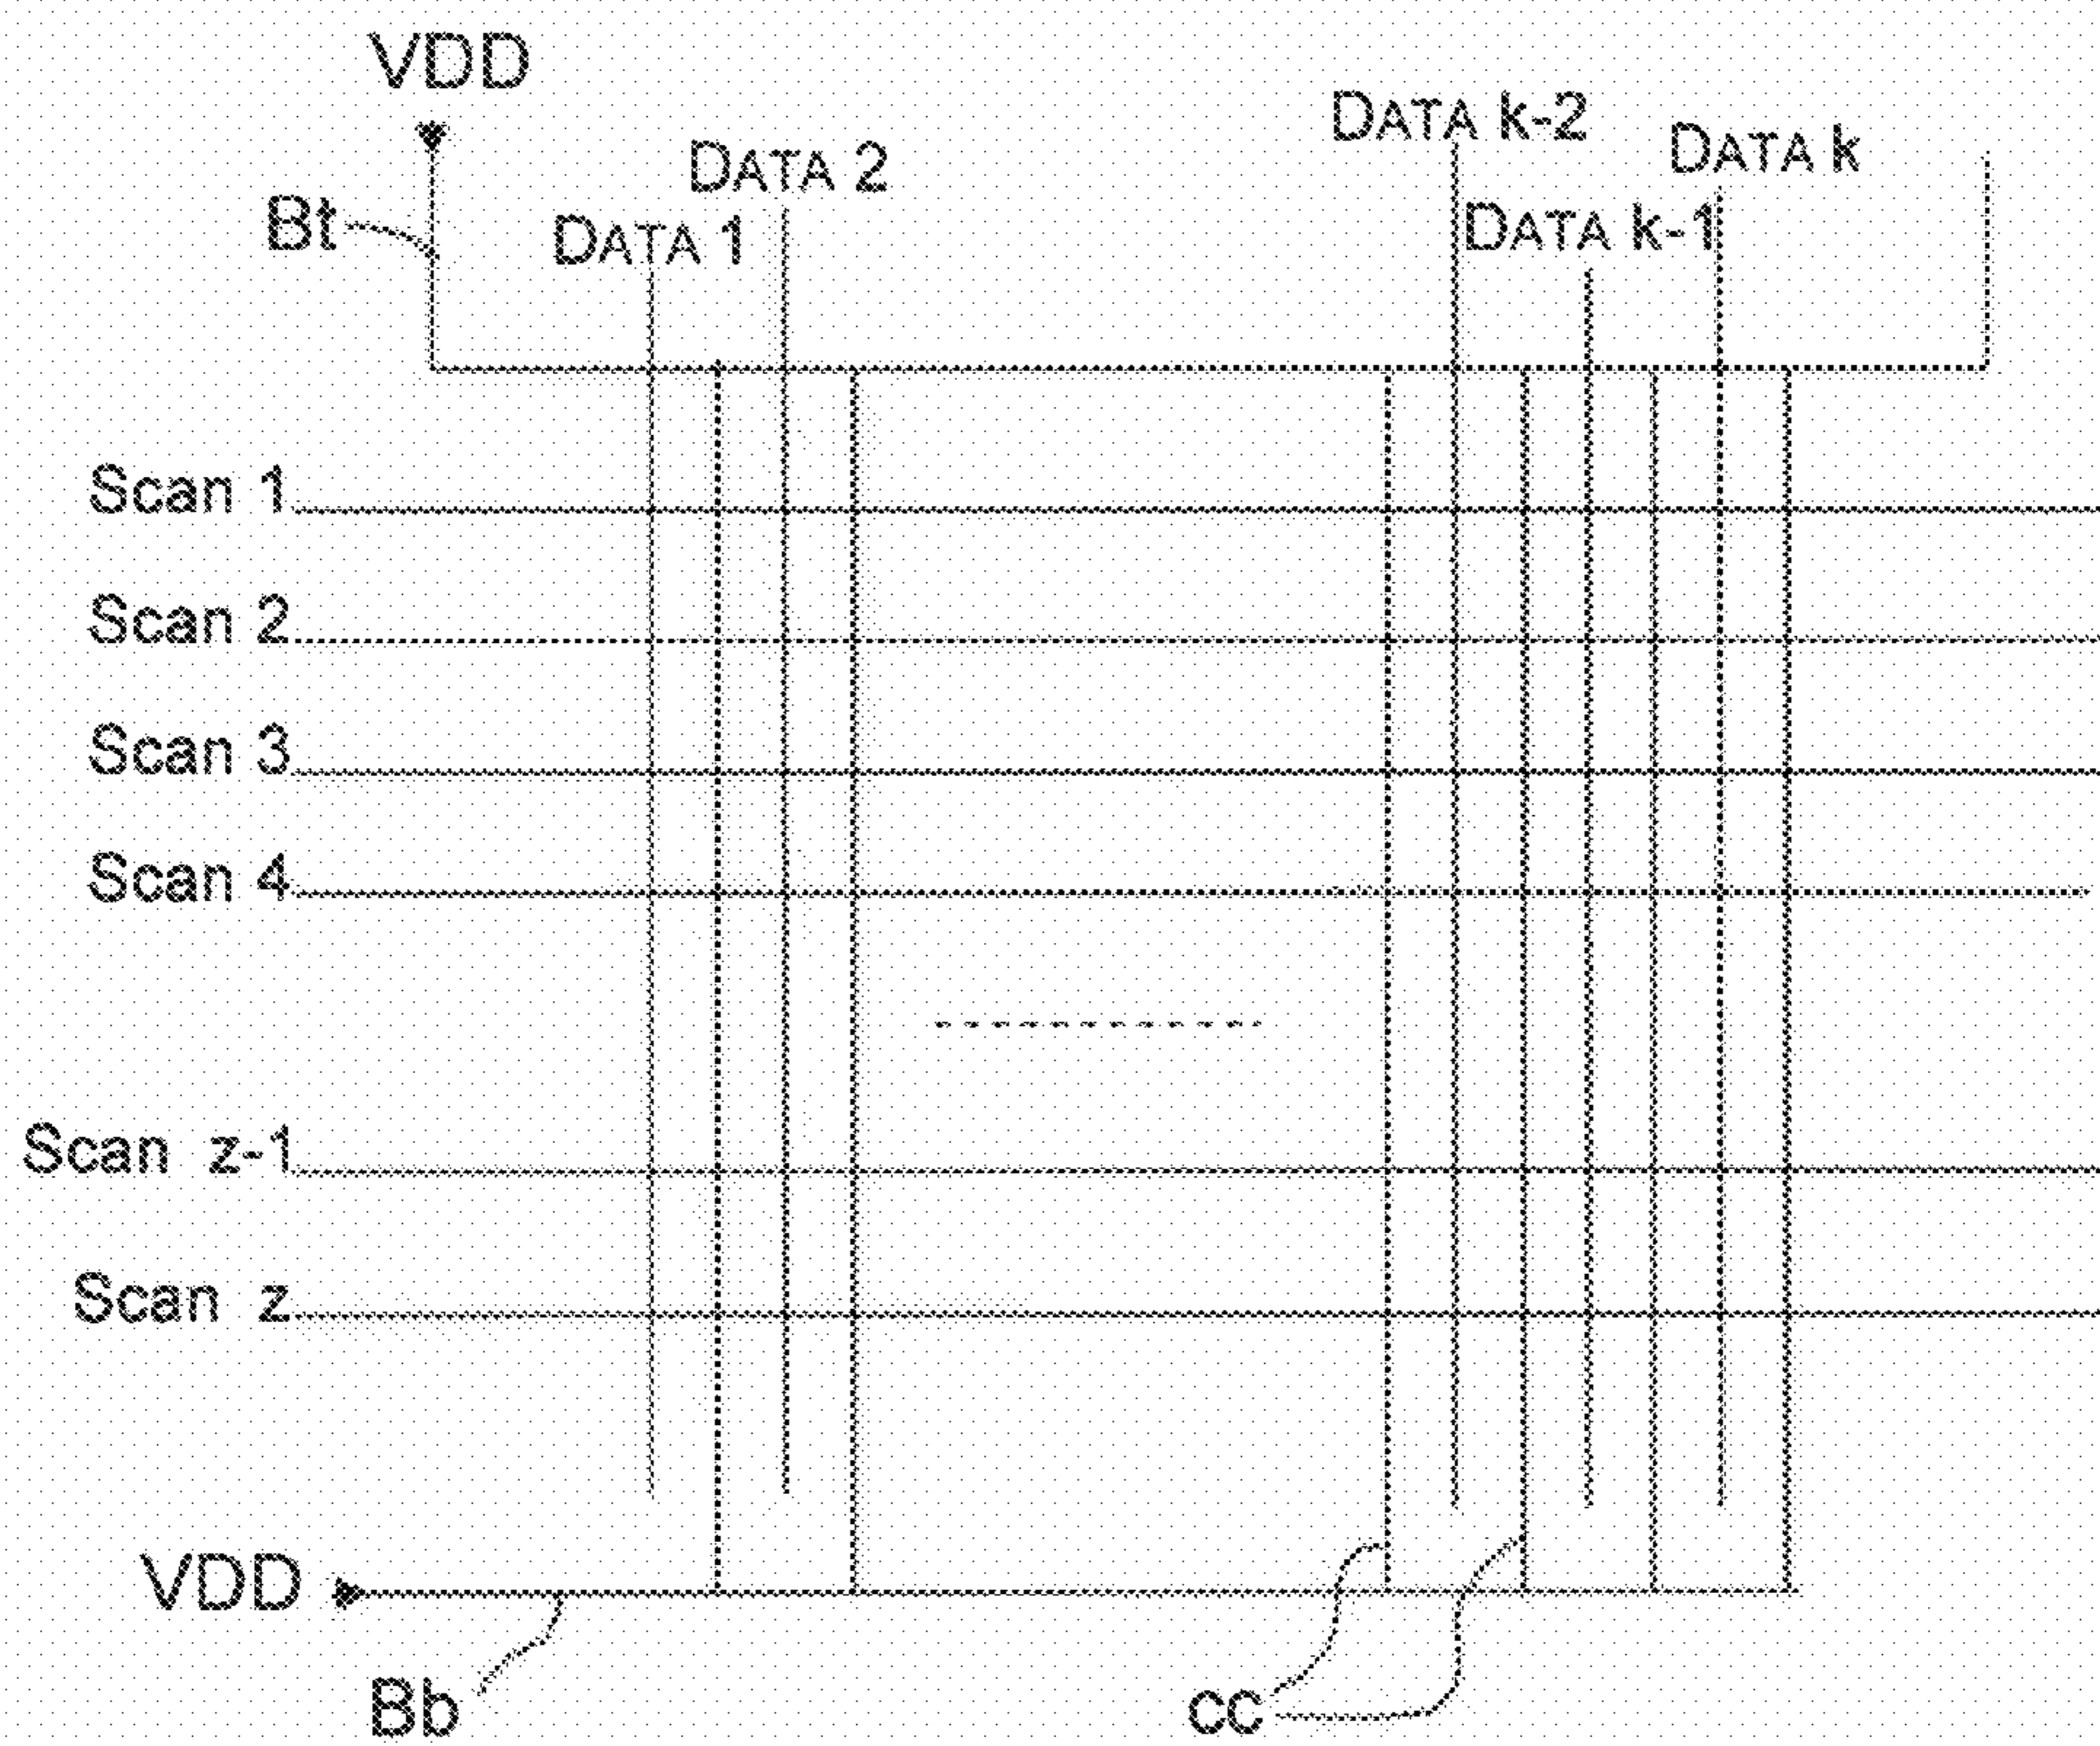 VDD
DATA k-2
DATA 2
DATA k
Bt
DATA 1
DATA k-1
Scan 1
Scan 2
Scan 3
Scan 4
Scan z-1
Scan z
VDD
Bb
cc